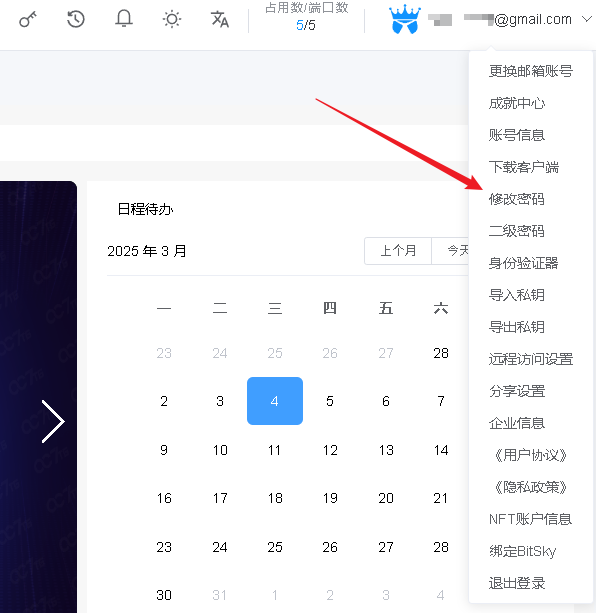 占用数/端口数
5/5
@gmail.com
更换邮箱账号
成就中心
账号信息
下载客户端
修改密码
二级密码
身份验证器
导入私钥
导出私钥
远程访问设置
分享设置
企业信息
《用户协议》
《隐私政策》
NFT账户信息
绑定BitSky
退出登录
日程待办
2025 年 3 月
上个月
今天
一 二 三 四 五 六
23 24 25 26 27 28
2 3 4 5 6 7
9 10 11 12 13 14
16 17 18 19 20 21
23 24 25 26 27 28
30 31 1 2 3 4